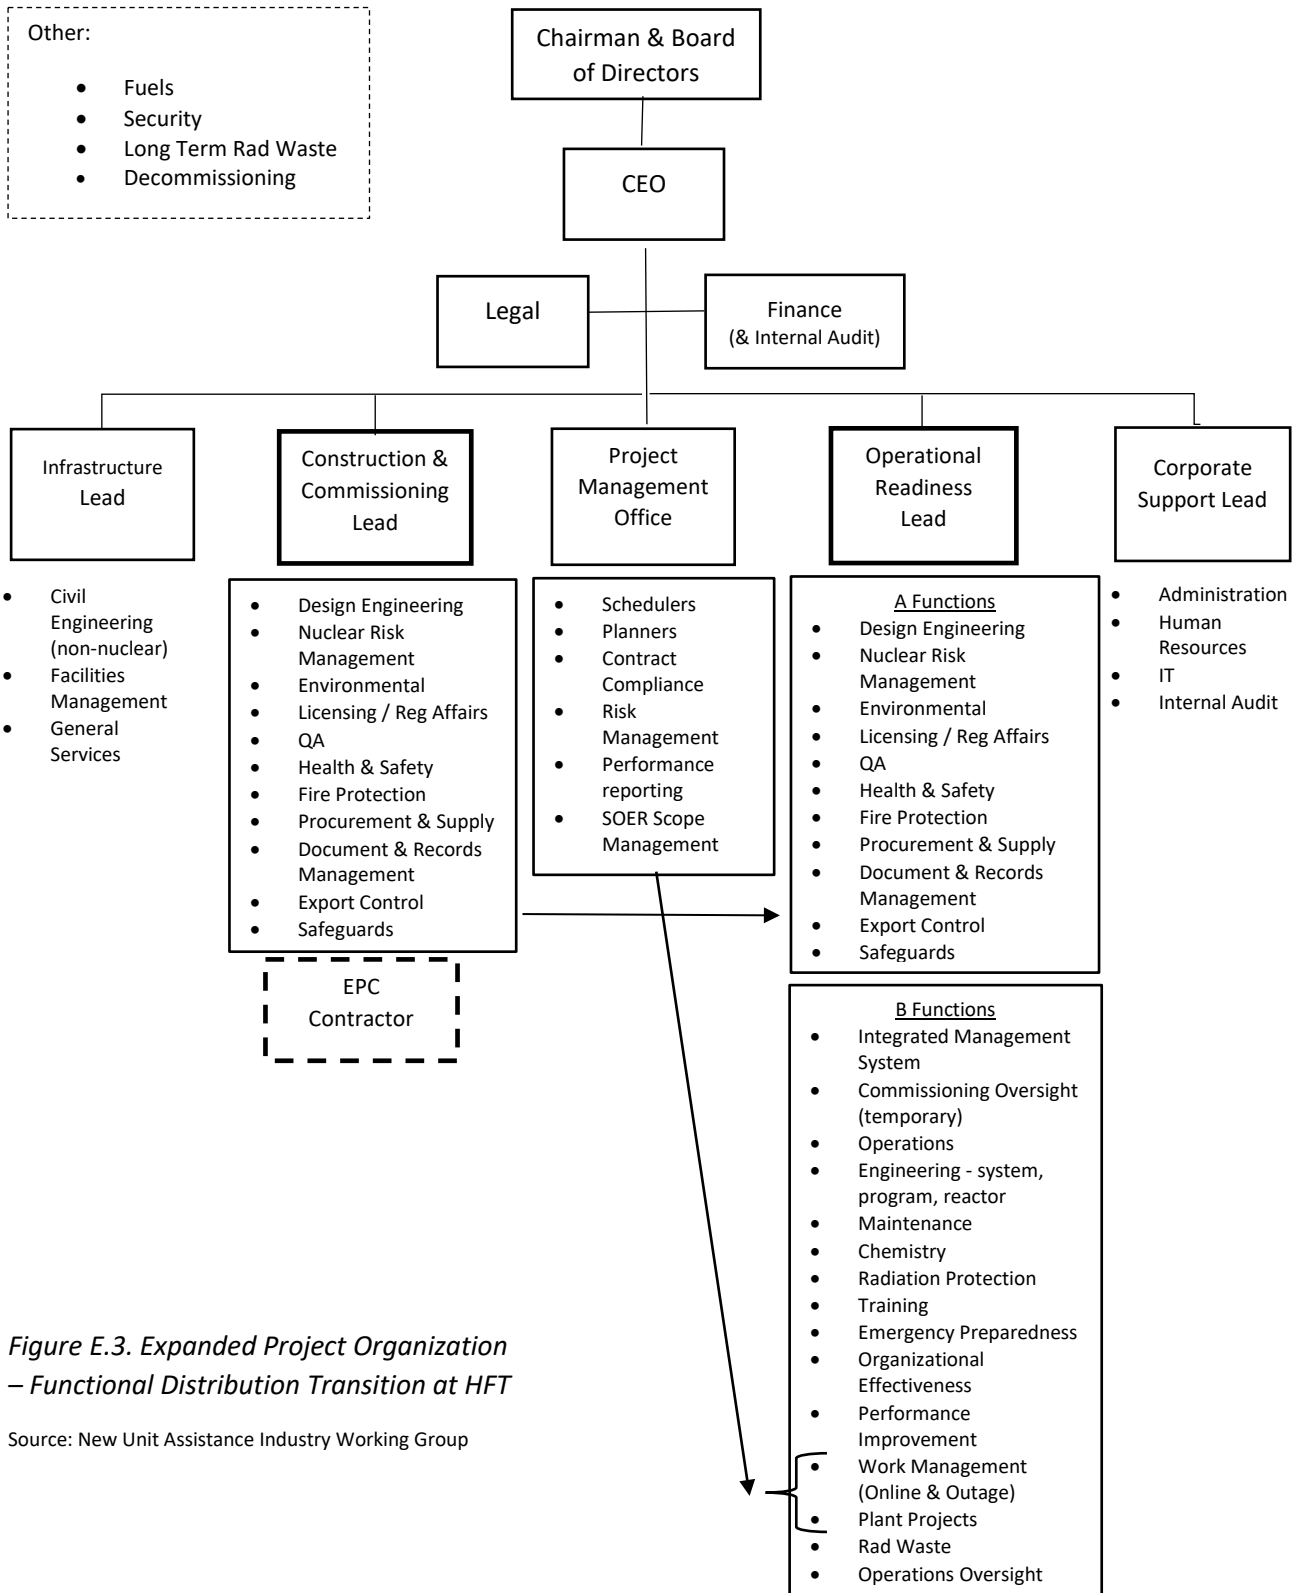 Other:
• Fuels
• Security
• Long Term Rad Waste
• Decommissioning
Chairman & Board
of Directors
CEO
Legal
Finance
(& Internal Audit)
Infrastructure
Lead
Construction &
Commissioning
Lead
Project
Management
Office
Operational
Readiness
Lead
Corporate
Support Lead
• Civil
Engineering
(non-nuclear)
• Facilities
Management
• General
Services
• Design Engineering
• Nuclear Risk
Management
• Environmental
• Licensing / Reg Affairs
• QA
• Health & Safety
• Fire Protection
• Procurement & Supply
• Document & Records
Management
• Export Control
• Safeguards
EPC
Contractor
• Schedulers
• Planners
• Contract
Compliance
• Risk
Management
• Performance
reporting
• SOER Scope
Management
A Functions
• Design Engineering
• Nuclear Risk
Management
• Environmental
• Licensing / Reg Affairs
• QA
• Health & Safety
• Fire Protection
• Procurement & Supply
• Document & Records
Management
• Export Control
• Safeguards
• Administration
• Human
Resources
• IT
• Internal Audit
B Functions
• Integrated Management
System
• Commissioning Oversight
(temporary)
• Operations
• Engineering - system,
program, reactor
• Maintenance
• Chemistry
• Radiation Protection
• Training
• Emergency Preparedness
• Organizational
Effectiveness
• Performance
Improvement
• Work Management
(Online & Outage)
• Plant Projects
• Rad Waste
• Operations Oversight
Figure E.3. Expanded Project Organization
– Functional Distribution Transition at HFT
Source: New Unit Assistance Industry Working Group